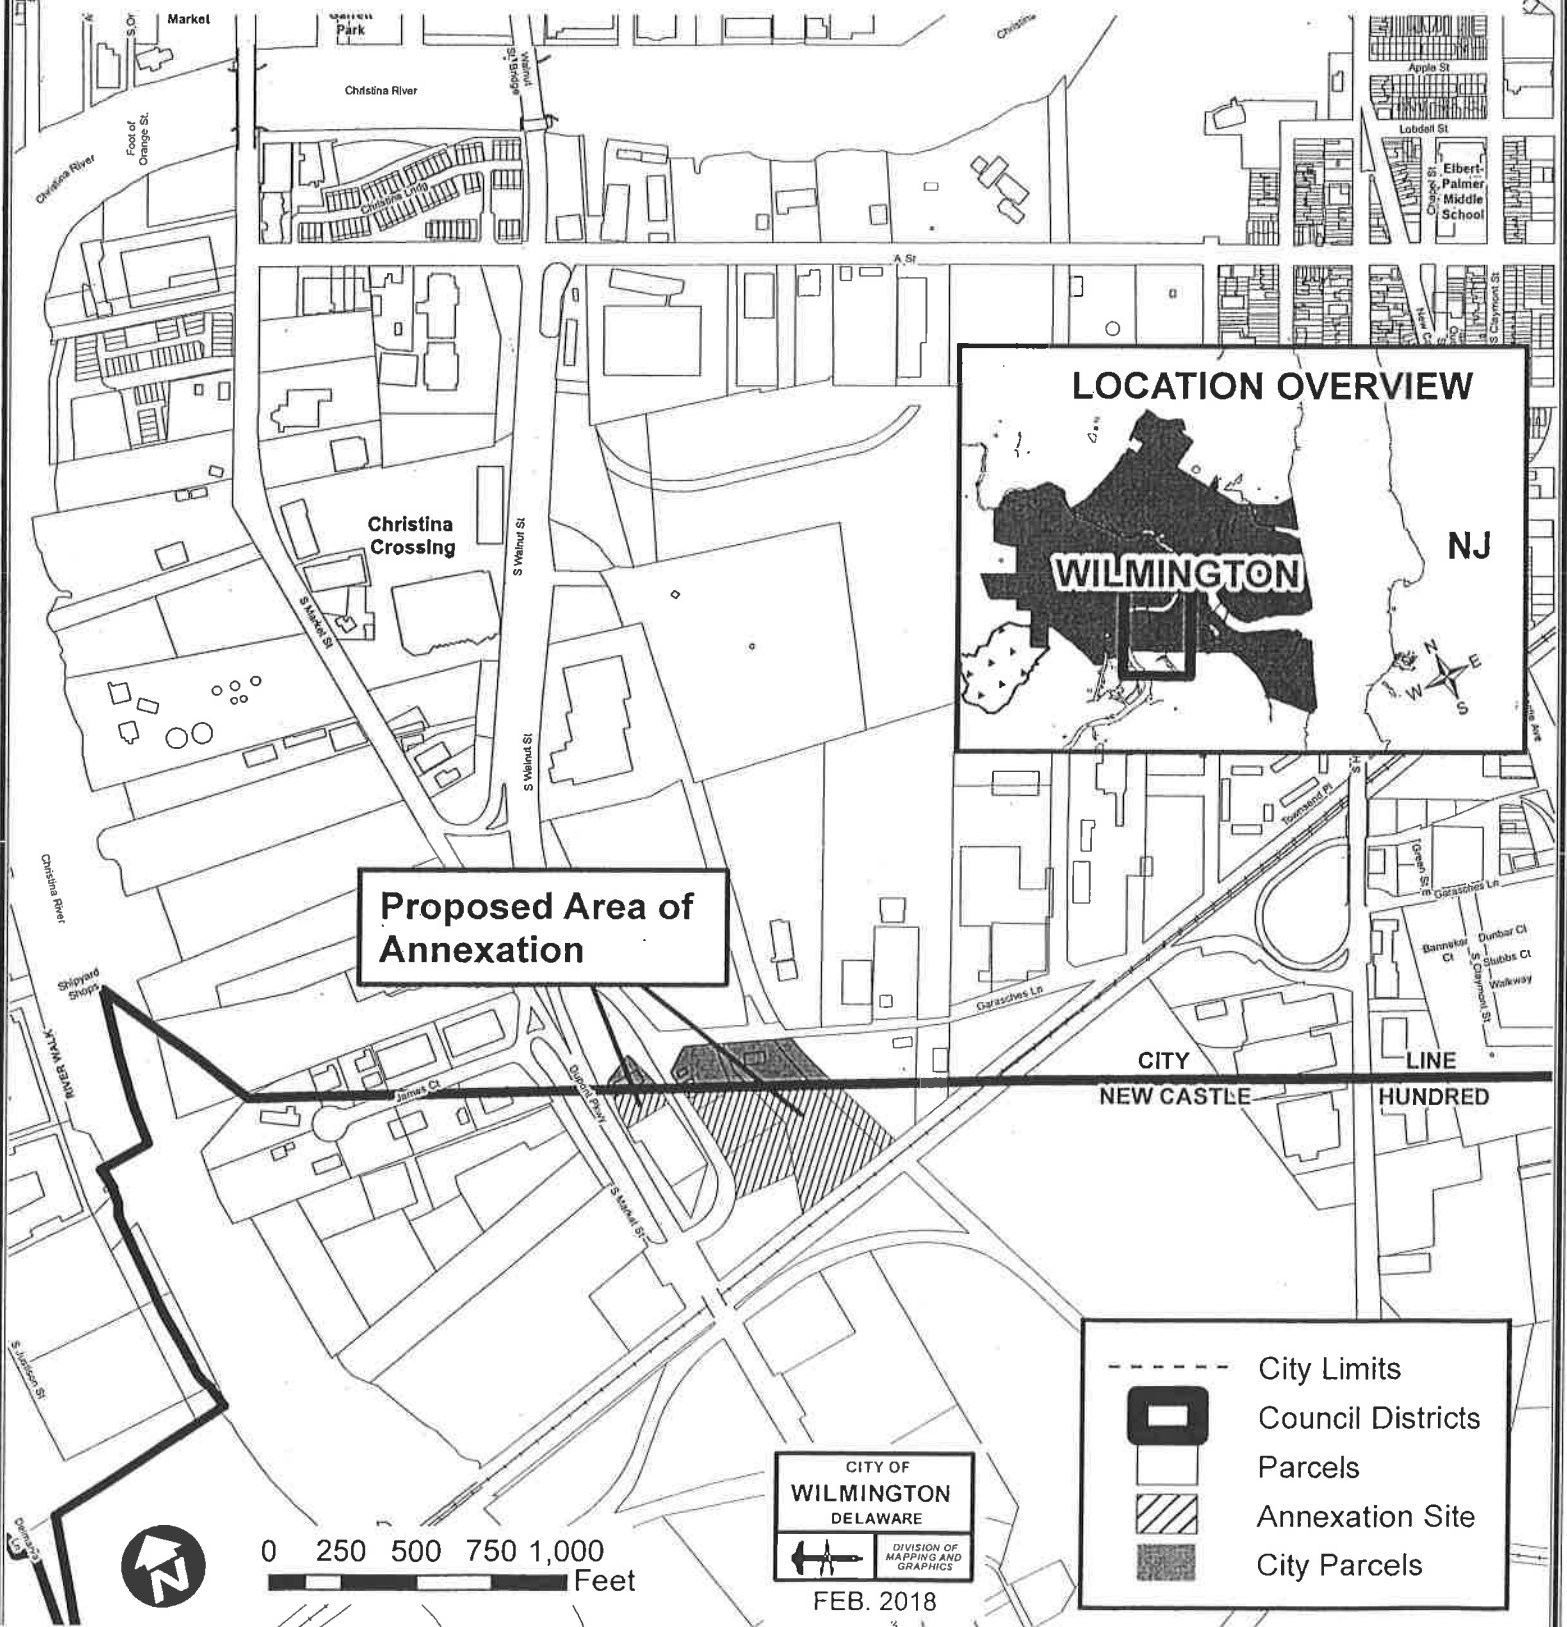 Market
Garrett
Park
Walnut
St Bridge
Christina
Christina River
Foot of
Orange St.
Christina River
Apple St
Lobdell St
Elbert-
Palmer
Middle
School
Chapel St
Christina Lndg
A St
S Claymont St
LOCATION OVERVIEW
WILMINGTON
NJ
N
E
W
S
Christina
Crossing
S Walnut St
S Market St
S Walnut St
Townsend Pl
Christina River
Green St
Garasches Ln
Proposed Area of
Annexation
Banneker
Ct
Dunbar Ct
Stubbs Ct
S Claymont St
Walkway
Shipyard
Shops
Garasches Ln
RIVER WALK
James Ct
Dupont Pkwy
CITY
LINE
NEW CASTLE
HUNDRED
S Market St
S Justison St
City Limits
Council Districts
Parcels
Annexation Site
City Parcels
CITY OF
WILMINGTON
DELAWARE
DIVISION OF
MAPPING AND
GRAPHICS
FEB. 2018
Delmarva
Ln
N
0 250 500 750 1,000
Feet